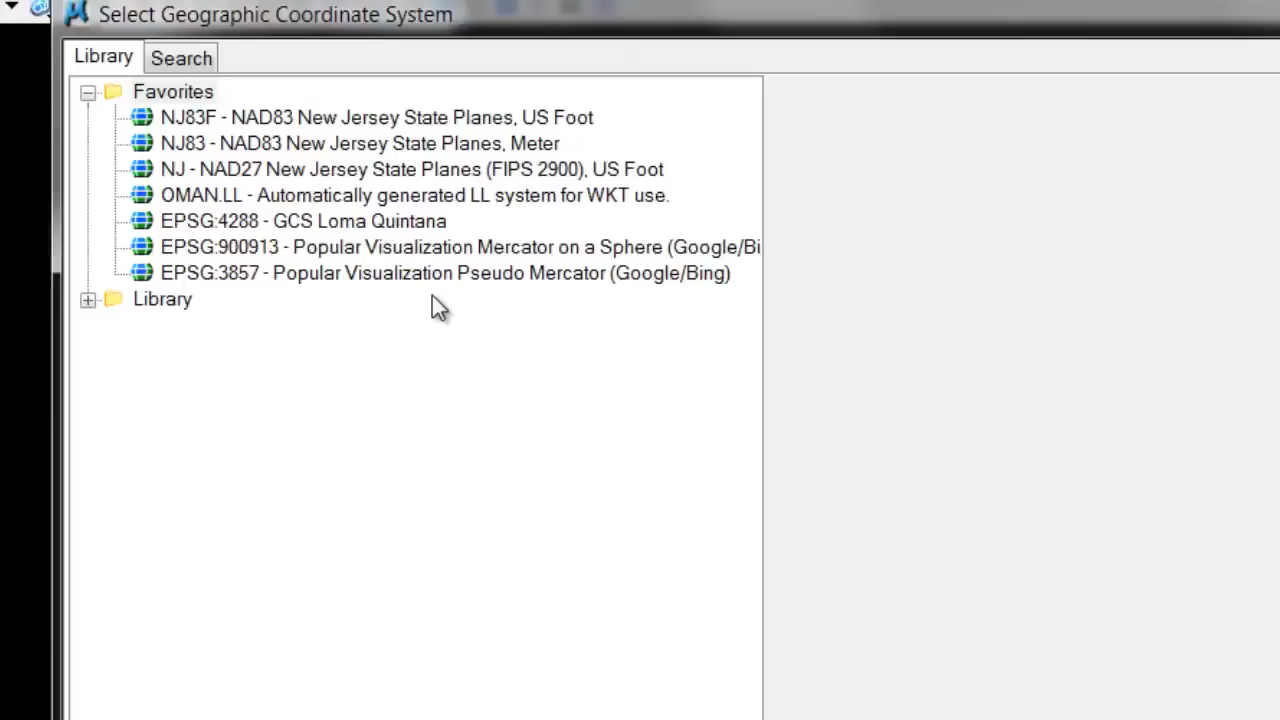 Select Geographic Coordinate System
Library Search
Favorites
NJ83F - NAD83 New Jersey State Planes, US Foot
NJ83 - NAD83 New Jersey State Planes, Meter
NJ - NAD27 New Jersey State Planes (FIPS 2900), US Foot
OMAN.LL - Automatically generated LL system for WKT use.
EPSG:4288 - GCS Loma Quintana
EPSG:900913 - Popular Visualization Mercator on a Sphere (Google/Bi
EPSG:3857 - Popular Visualization Pseudo Mercator (Google/Bing)
Library